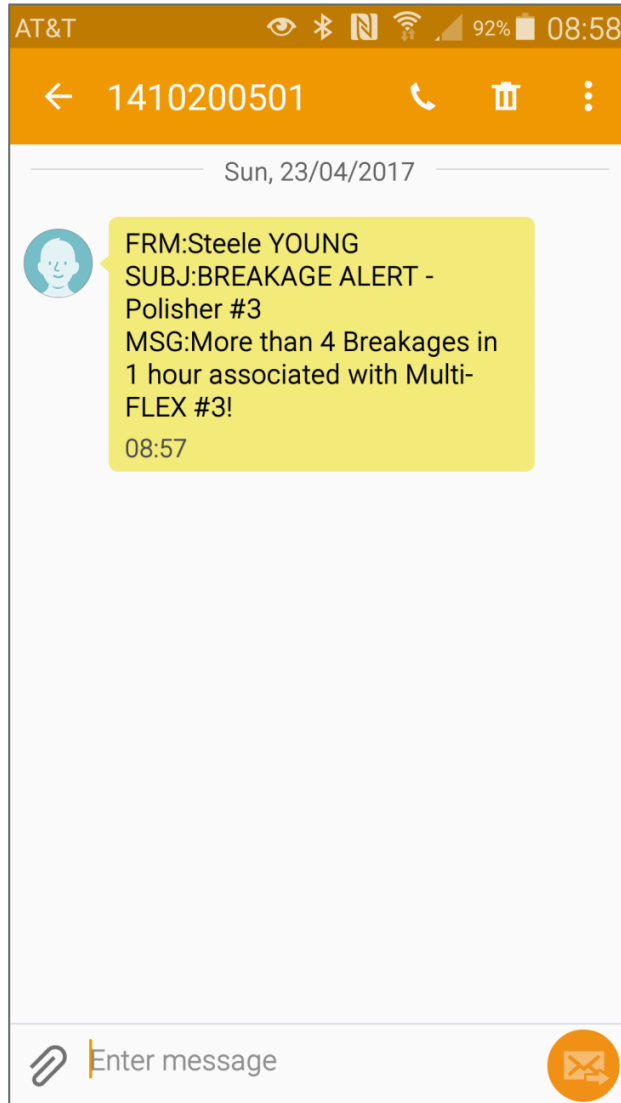 AT&T 92% 08:58
1410200501
Sun, 23/04/2017
FRM:Steele YOUNG
SUBJ:BREAKAGE ALERT -
Polisher #3
MSG:More than 4 Breakages in
1 hour associated with Multi-
FLEX #3!
08:57
Enter message